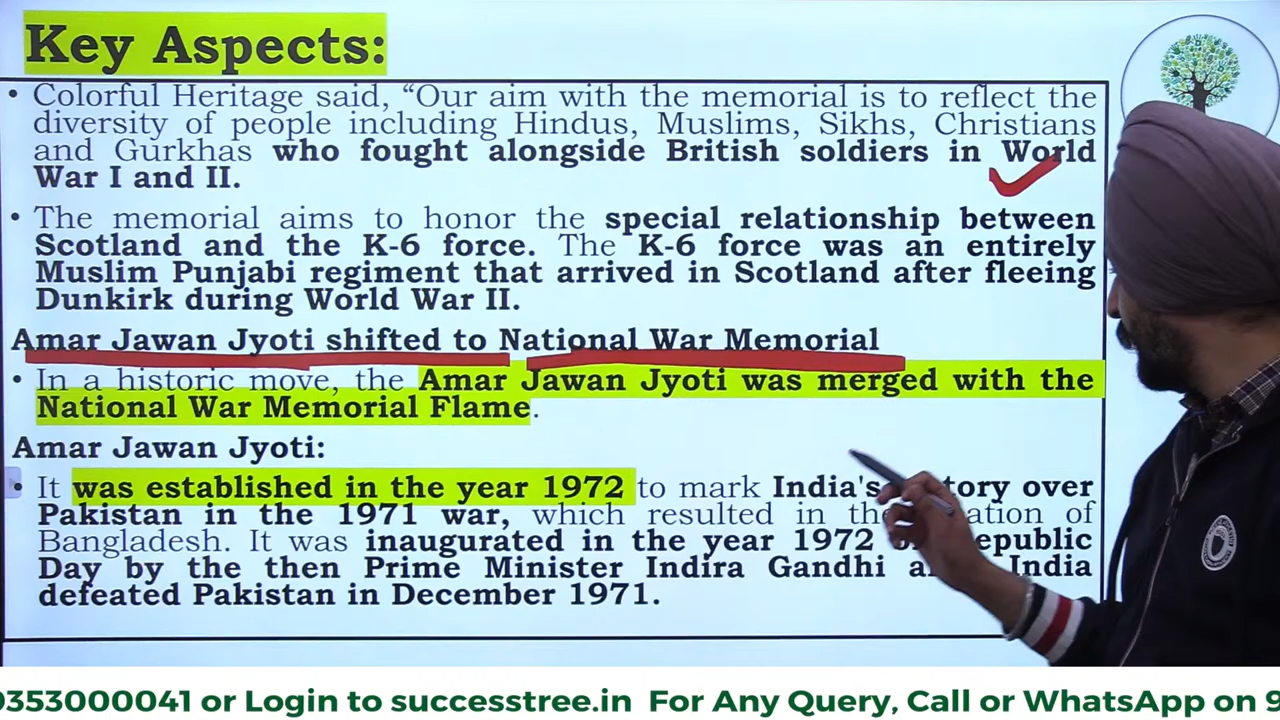 Key Aspects:
• Colorful Heritage said, “Our aim with the memorial is to reflect the
diversity of people including Hindus, Muslims, Sikhs, Christians
and Gurkhas who fought alongside British soldiers in World
War I and II.
• The memorial aims to honor the special relationship between
Scotland and the K-6 force. The K-6 force was an entirely
Muslim Punjabi regiment that arrived in Scotland after fleeing
Dunkirk during World War II.
Amar Jawan Jyoti shifted to National War Memorial
• In a historic move, the Amar Jawan Jyoti was merged with the
National War Memorial Flame.
Amar Jawan Jyoti:
• It was established in the year 1972 to mark India's over
Pakistan in the 1971 war, which resulted in the of
Bangladesh. It was inaugurated in the year 1972
Day by the then Prime Minister Indira Gandhi India
defeated Pakistan in December 1971.
9353000041 or Login to successtree.in For Any Query, Call or WhatsApp on 9